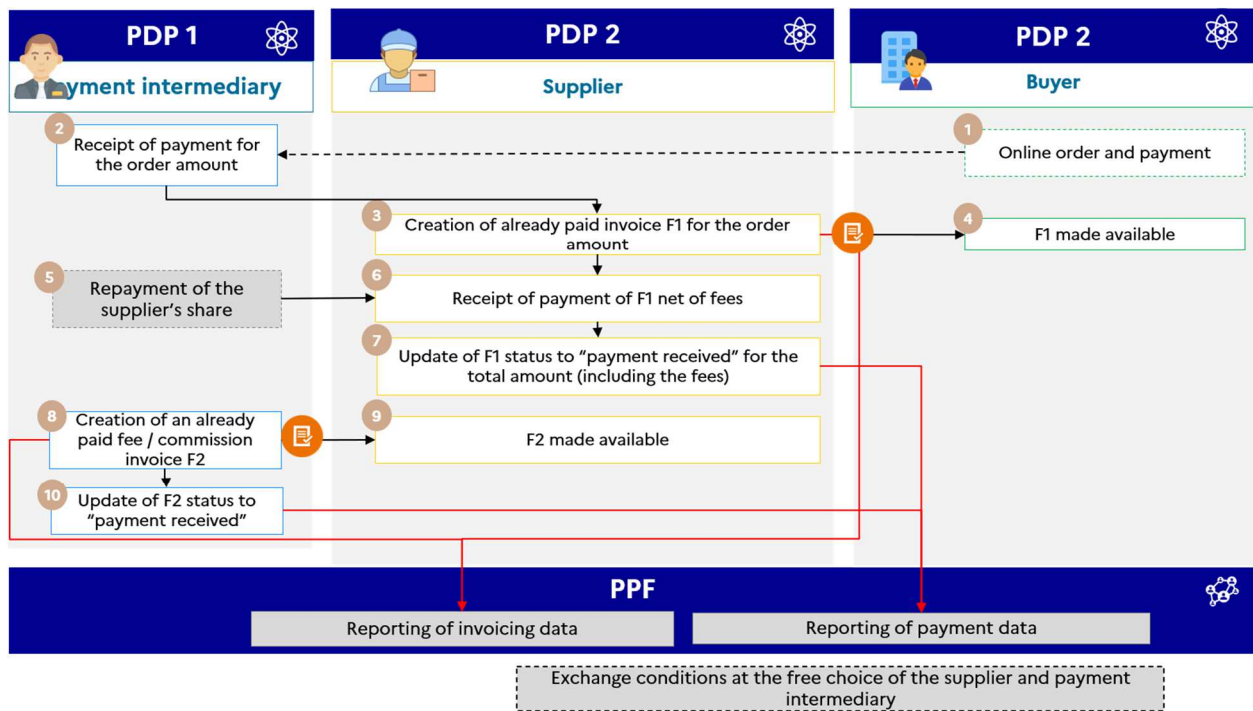 PDP 1
PDP 2
PDP 2
yment intermediary
Supplier
Buyer
2
Receipt of payment for
the order amount
1
Online order and payment
3
Creation of already paid invoice F1 for the order
amount
4
F1 made available
5
Repayment of the
supplier's share
6
Receipt of payment of F1 net of fees
7
Update of F1 status to “payment received” for the
total amount (including the fees)
8
Creation of an already
paid fee / commission
invoice F2
9
F2 made available
10
Update of F2 status to
“payment received”
PPF
Reporting of invoicing data
Reporting of payment data
Exchange conditions at the free choice of the supplier and payment
intermediary